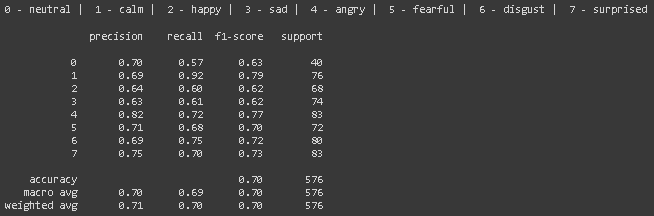 0 - neutral | 1 - calm | 2 - happy | 3 - sad | 4 - angry | 5 - fearful | 6 - disgust | 7 - surprised
precision recall f1-score support
0 0.70 0.57 0.63 40
1 0.69 0.92 0.79 76
2 0.64 0.60 0.62 68
3 0.63 0.61 0.62 74
4 0.82 0.72 0.77 83
5 0.71 0.68 0.70 72
6 0.69 0.75 0.72 80
7 0.75 0.70 0.73 83
accuracy 0.70 576
macro avg 0.70 0.69 0.70 576
weighted avg 0.71 0.70 0.70 576